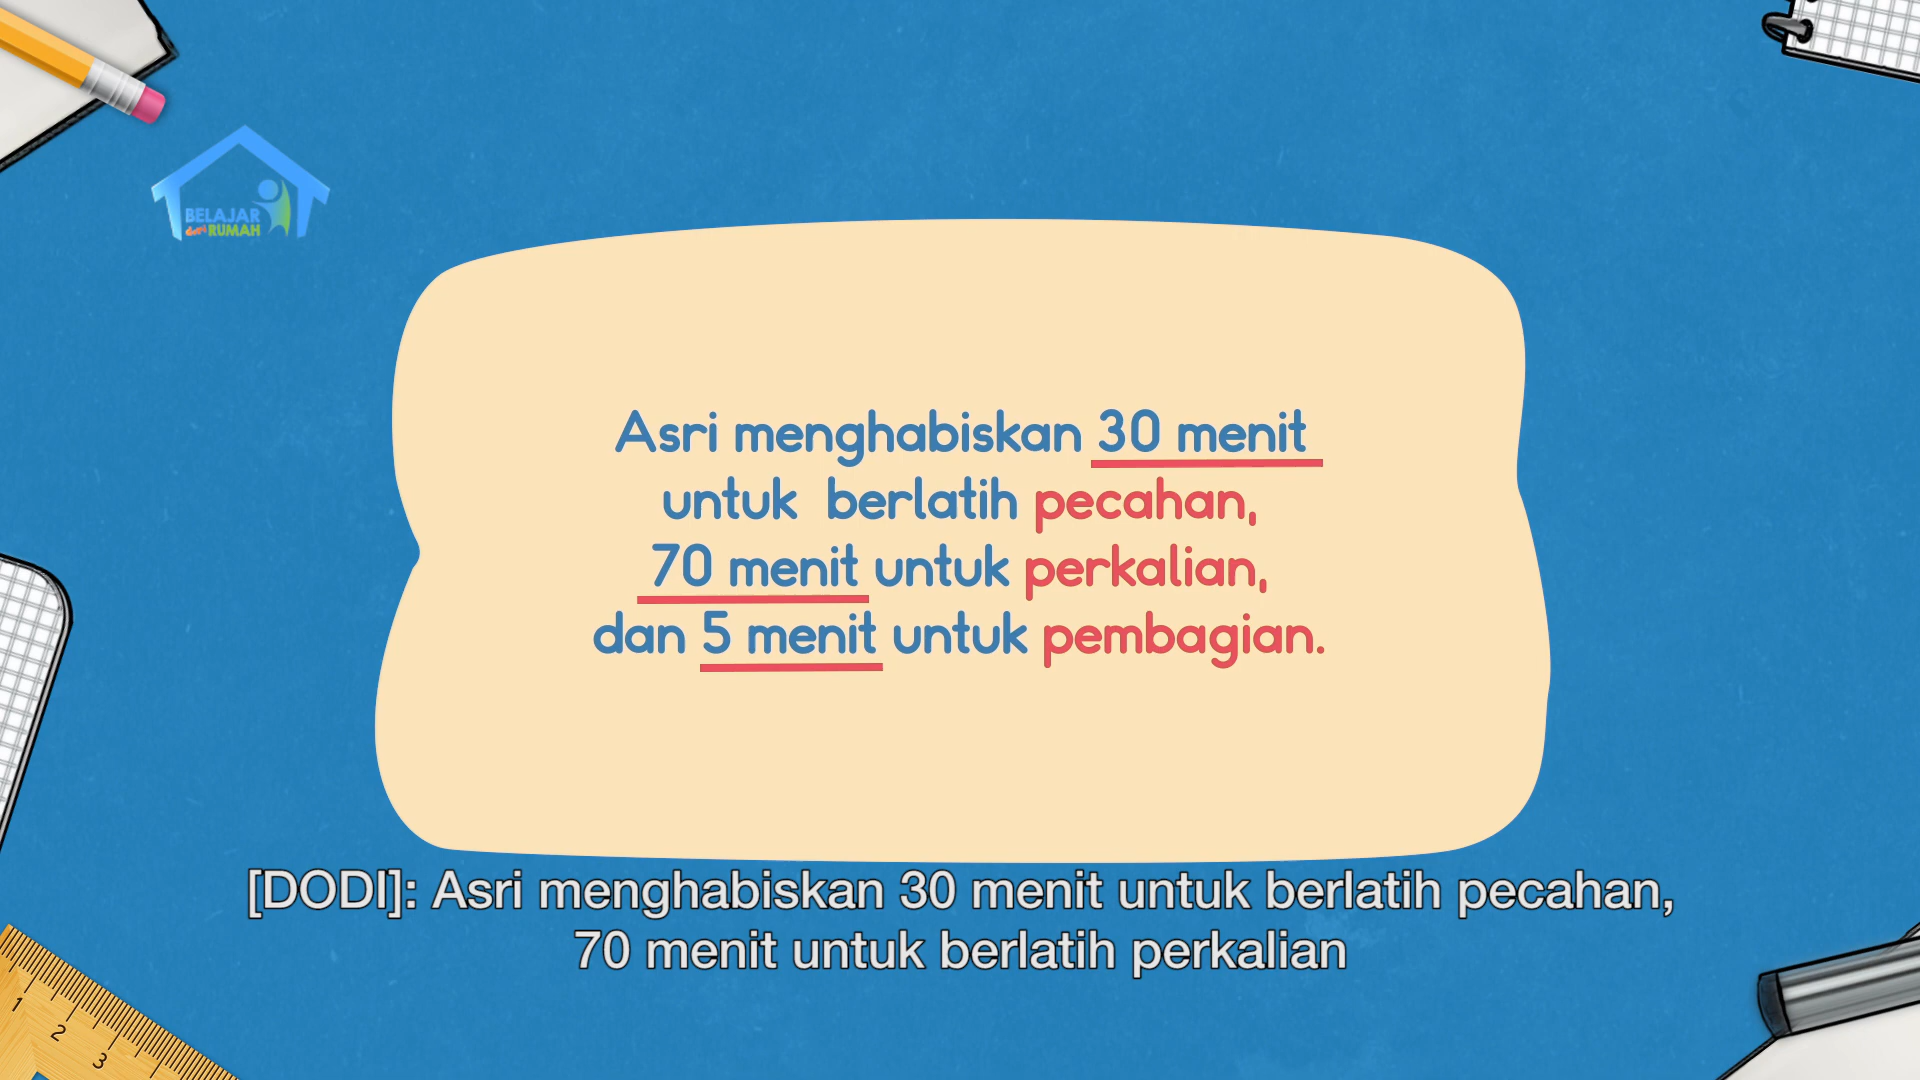 BELAJAR
dari RUMAH
Asri menghabiskan 30 menit
untuk berlatih pecahan,
70 menit untuk perkalian,
dan 5 menit untuk pembagian.
[DODI]: Asri menghabiskan 30 menit untuk berlatih pecahan,
70 menit untuk berlatih perkalian
1
2
3